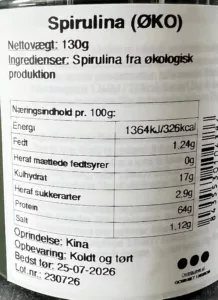 Spirulina (ØKO)
Nettovægt: 130g
Ingredienser: Spirulina fra økologisk
produktion
Næringsindhold pr. 100g:
Energi 1364kJ/326kcal
Fedt 1,24g
Heraf mættede fedtsyrer 0g
Kulhydrat 17g
Heraf sukkerarter 2,9g
Protein 64g
Salt 1,12g
Oprindelse: Kina
Opbevaring: Koldt og tørt
Bedst før: 25-07-2026
Lot.nr.: 230726